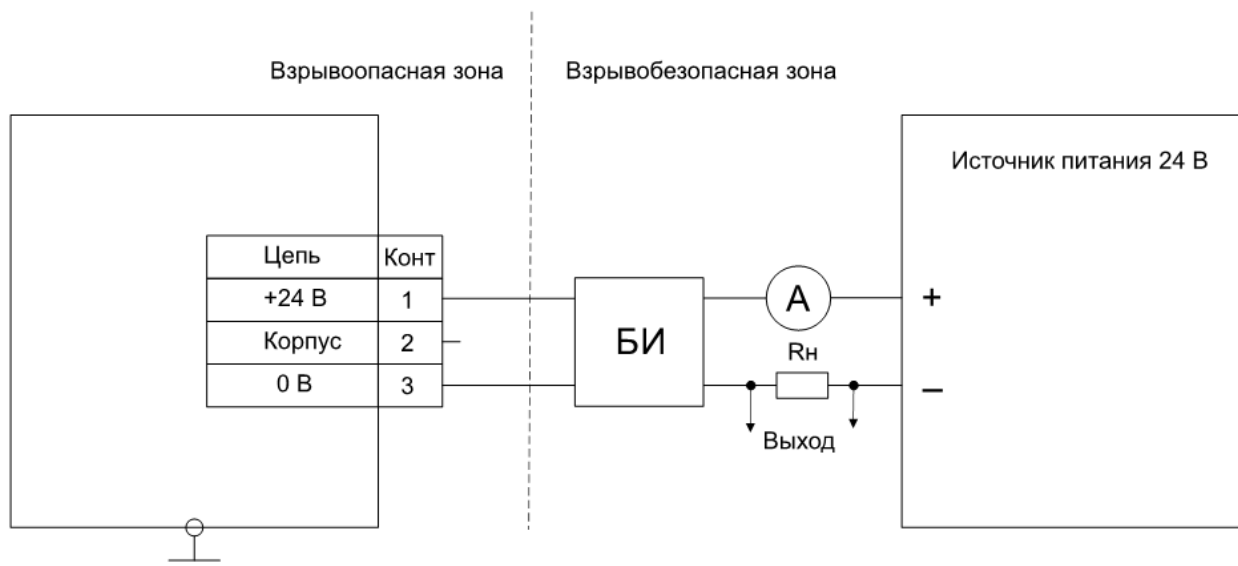 Взрывоопасная зона
Взрывобезопасная зона
Источник питания 24 В
Цепь Конт
+24 В 1
Корпус 2
0 В 3
БИ
А
+
Rн
–
Выход